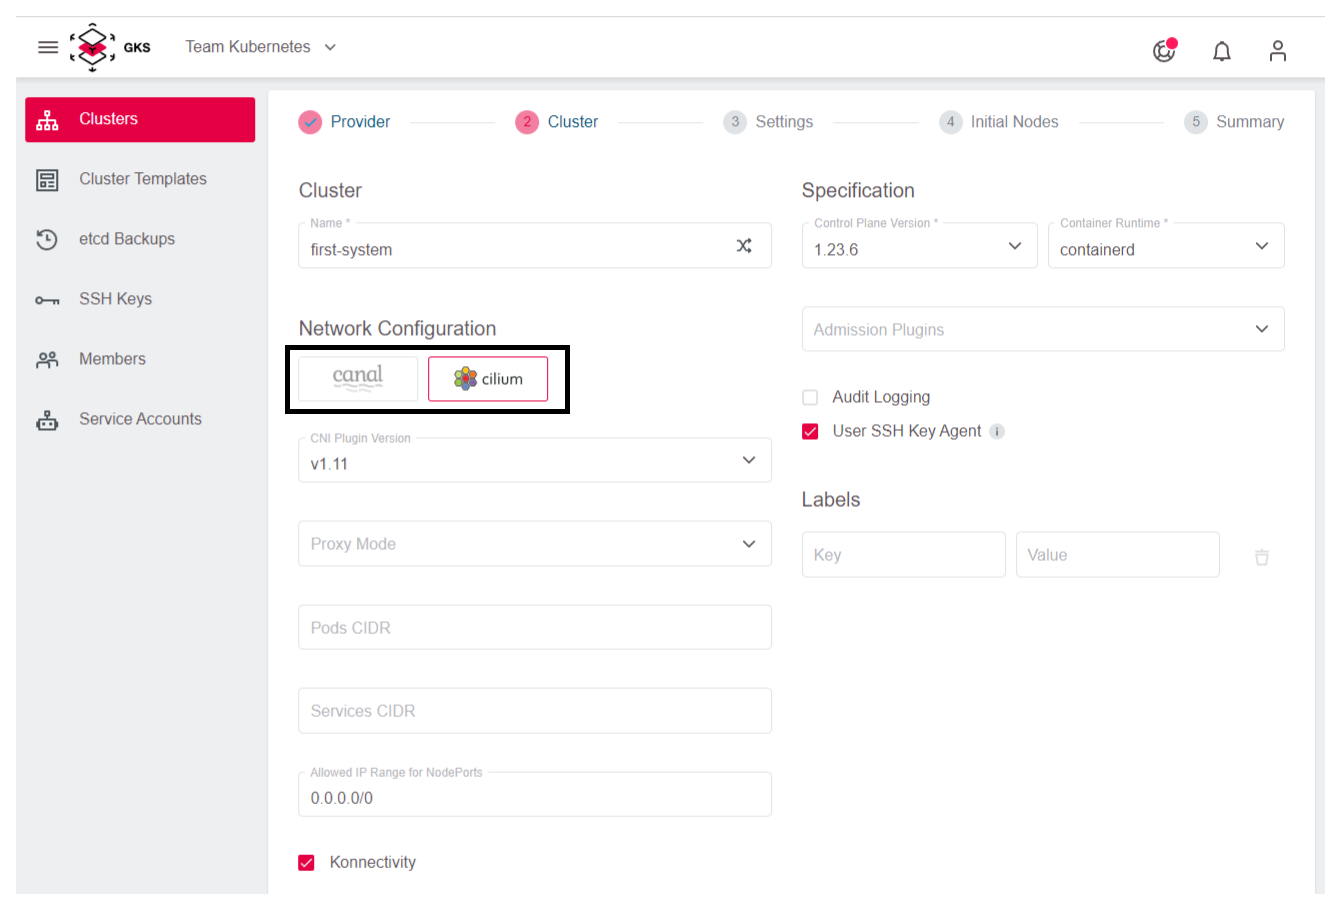 GKS Team Kubernetes
Clusters
Cluster Templates
etcd Backups
SSH Keys
Members
Service Accounts
Provider 2 Cluster 3 Settings 4 Initial Nodes 5 Summary
Cluster
Name *
first-system
Network Configuration
canal cilium
CNI Plugin Version
v1.11
Proxy Mode
Pods CIDR
Services CIDR
Allowed IP Range for NodePorts
0.0.0.0/0
Konnectivity
Specification
Control Plane Version * Container Runtime *
1.23.6 containerd
Admission Plugins
Audit Logging
User SSH Key Agent i
Labels
Key Value